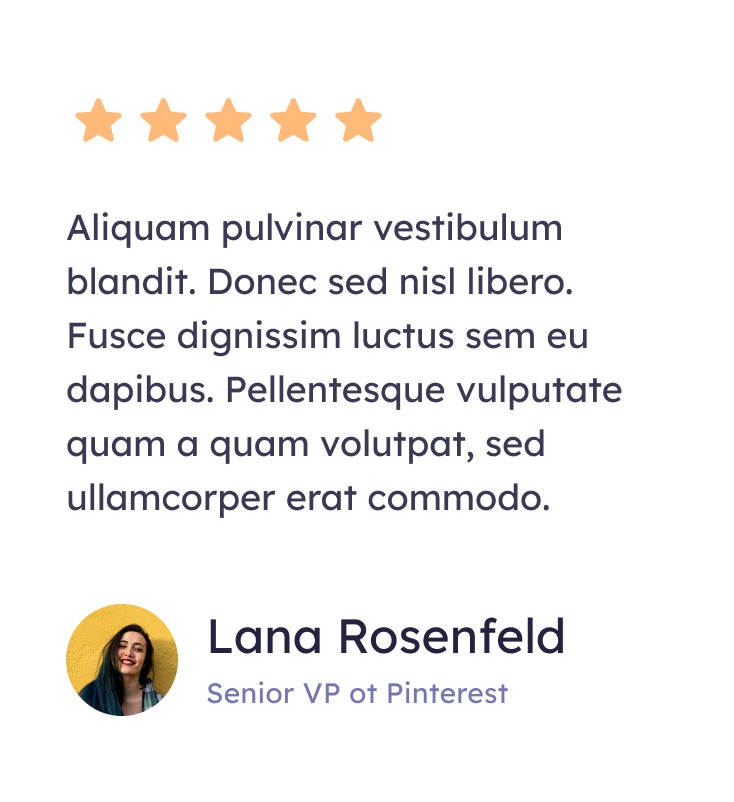 Aliquam pulvinar vestibulum
blandit. Donec sed nisl libero.
Fusce dignissim luctus sem eu
dapibus. Pellentesque vulputate
quam a quam volutpat, sed
ullamcorper erat commodo.
Lana Rosenfeld
Senior VP ot Pinterest